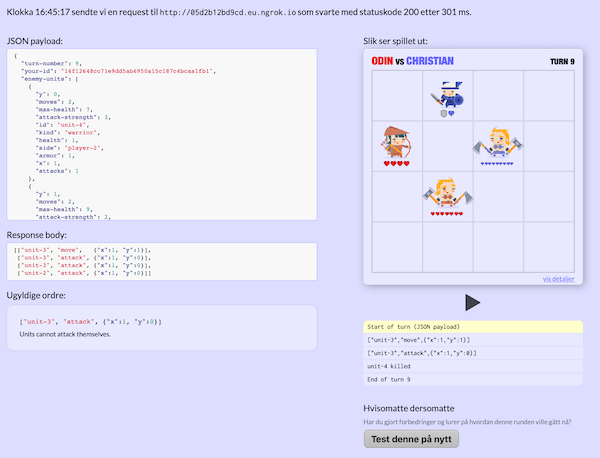 Klokka 16:45:17 sendte vi en request til http://05d2b12bd9cd.eu.ngrok.io som svarte med statuskode 200 etter 301 ms.
JSON payload:
{
"turn-number": 9,
"your-id": "16f12648cc71e9dd3ab6950a15c187c4bcaa1fb1",
"enemy-units": [
{
"y": 0,
"moves": 2,
"max-health": 7,
"attack-strength": 3,
"id": "unit-4",
"kind": "warrior",
"health": 1,
"side": "player-2",
"armor": 1,
"x": 1,
"attacks": 1
},
{
"y": 1,
"moves": 2,
"max-health": 9,
"attack-strength": 2,
Response body:
[["unit-3", "move", {"x":1, "y":1}],
["unit-3", "attack", {"x":1, "y":0}],
["unit-3", "attack", {"x":1, "y":0}],
["unit-2", "attack", {"x":1, "y":0}]]
Ugyldige ordre:
["unit-3", "attack", {"x":1, "y":0}]
Units cannot attack themselves.
Slik ser spillet ut:
ODIN vs CHRISTIAN TURN 9
vis detaljer
Start of turn (JSON payload)
["unit-3","move",{"x":1,"y":1}]
["unit-3","attack",{"x":1,"y":0}]
unit-4 killed
End of turn 9
Hvisomatte dersomatte
Har du gjort forbedringer og lurer på hvordan denne runden ville gått nå?
Test denne på nytt